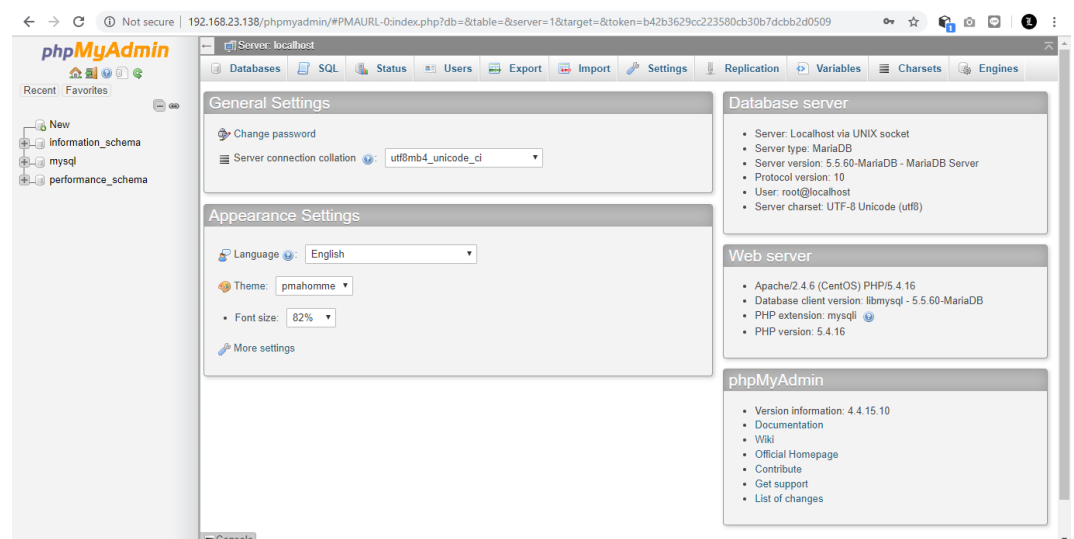 Not secure | 192.168.23.138/phpmyadmin/#PMAURL-0:index.php?db=&table=&server=1&target=&token=b42b3629cc223580cb30b7dcbb2d0509
phpMyAdmin
Recent Favorites
New
information_schema
mysql
performance_schema
Server: localhost
Databases SQL Status Users Export Import Settings Replication Variables Charsets Engines
General Settings
Change password
Server connection collation : utf8mb4_unicode_ci
Appearance Settings
Language : English
Theme: pmahomme
• Font size: 82%
More settings
Database server
• Server: Localhost via UNIX socket
• Server type: MariaDB
• Server version: 5.5.60-MariaDB - MariaDB Server
• Protocol version: 10
• User: root@localhost
• Server charset: UTF-8 Unicode (utf8)
Web server
• Apache/2.4.6 (CentOS) PHP/5.4.16
• Database client version: libmysql - 5.5.60-MariaDB
• PHP extension: mysqli
• PHP version: 5.4.16
phpMyAdmin
• Version information: 4.4.15.10
• Documentation
• Wiki
• Official Homepage
• Contribute
• Get support
• List of changes
Console